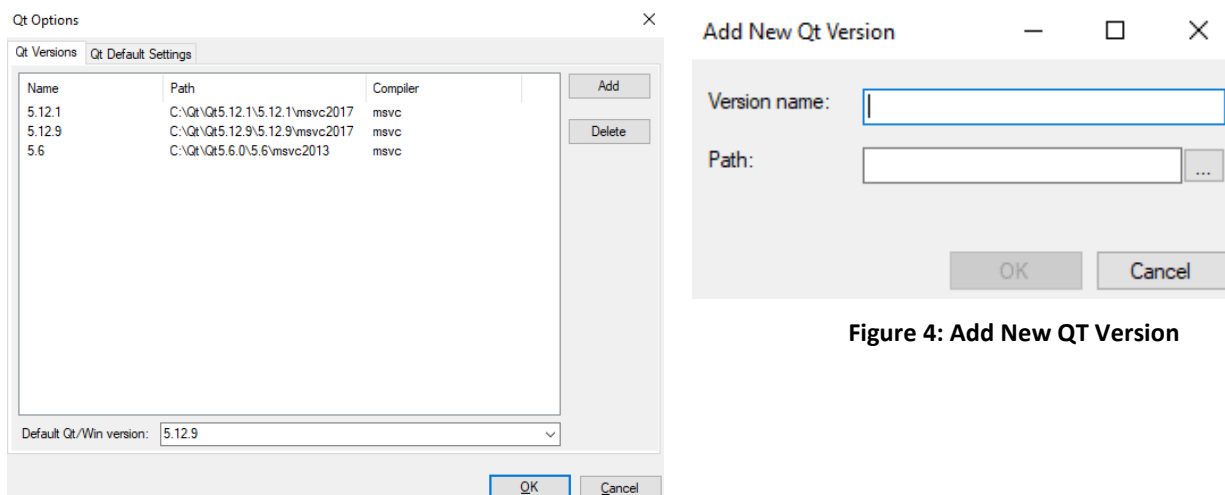 Qt Options
Qt Versions Qt Default Settings
Name Path Compiler
5.12.1 C:\Qt\Qt5.12.1\5.12.1\msvc2017 msvc
5.12.9 C:\Qt\Qt5.12.9\5.12.9\msvc2017 msvc
5.6 C:\Qt\Qt5.6.0\5.6\msvc2013 msvc
Add
Delete
Default Qt/Win version: 5.12.9
OK Cancel
Add New Qt Version
Version name:
Path:
...
OK Cancel
Figure 4: Add New QT Version